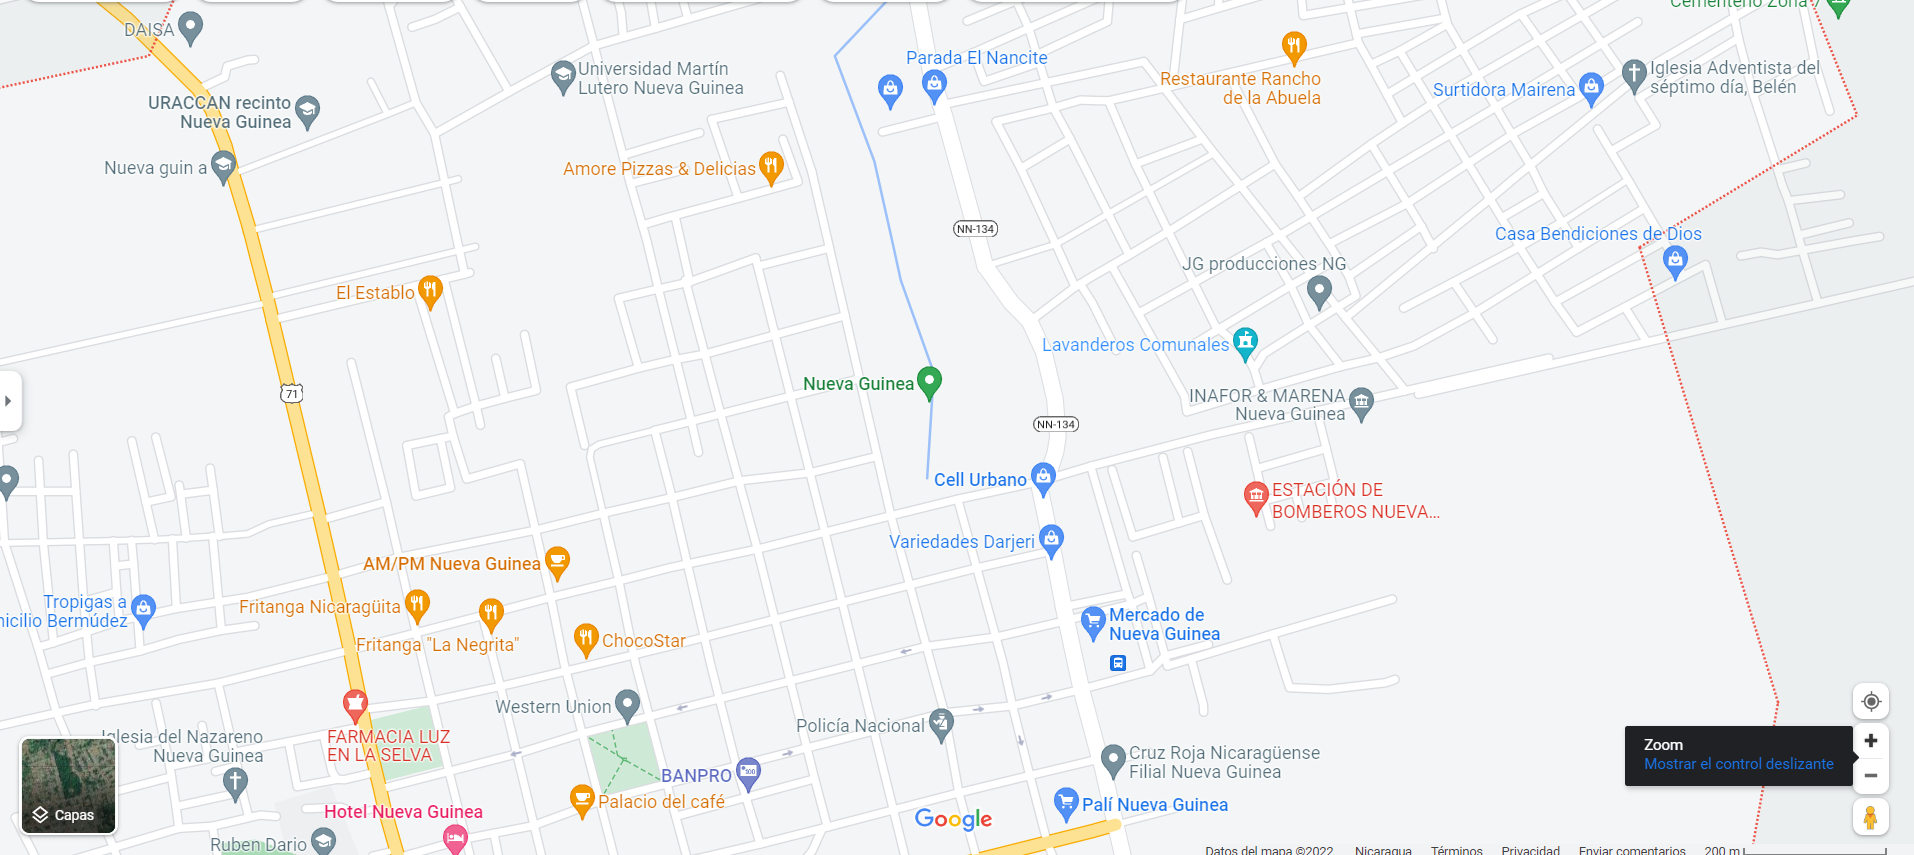 Cementerio Zona 7
DAISA
Parada El Nancite
Universidad Martín
Lutero Nueva Guinea
Restaurante Rancho
de la Abuela
Iglesia Adventista del
séptimo día, Belén
Surtidora Mairena
URACCAN recinto
Nueva Guinea
Nueva guin a
Amore Pizzas & Delicias
NN-134
Casa Bendiciones de Dios
JG producciones NG
El Establo
Lavanderos Comunales
Nueva Guinea
71
INAFOR & MARENA
Nueva Guinea
NN-134
Cell Urbano
ESTACIÓN DE
BOMBEROS NUEVA...
Variedades Darjeri
AM/PM Nueva Guinea
Tropigas a
nicilio Bermúdez
Fritanga Nicaragüita
Fritanga "La Negrita"
ChocoStar
Mercado de
Nueva Guinea
Western Union
Policía Nacional
Iglesia del Nazareno
Nueva Guinea
FARMACIA LUZ
EN LA SELVA
Cruz Roja Nicaragüense
Filial Nueva Guinea
Zoom
Mostrar el control deslizante
BANPRO
Palacio del café
Palí Nueva Guinea
Hotel Nueva Guinea
Capas
Google
Ruben Dario
Datos del mapa ©2022 Nicaragua Términos Privacidad Enviar comentarios 200 m